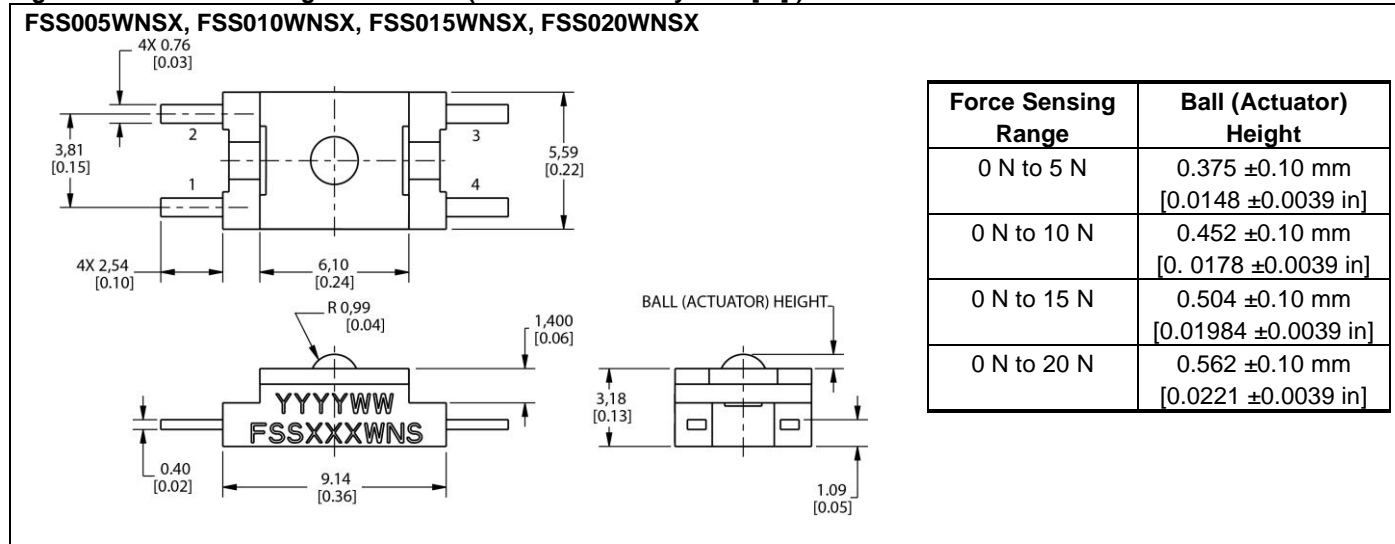 FSS005WNSX, FSS010WNSX, FSS015WNSX, FSS020WNSX
4X 0.76
[0.03]
2
3
3,81
[0.15]
5,59
[0.22]
1
4
4X 2,54
[0.10]
6,10
[0.24]
R 0,99
[0.04]
1,400
[0.06]
YYYYWW
FSSXXXWNS
0.40
[0.02]
9.14
[0.36]
BALL (ACTUATOR) HEIGHT
3,18
[0.13]
1.09
[0.05]
Force Sensing Range
Ball (Actuator) Height
0 N to 5 N
0.375 ±0.10 mm
[0.0148 ±0.0039 in]
0 N to 10 N
0.452 ±0.10 mm
[0. 0178 ±0.0039 in]
0 N to 15 N
0.504 ±0.10 mm
[0.01984 ±0.0039 in]
0 N to 20 N
0.562 ±0.10 mm
[0.0221 ±0.0039 in]